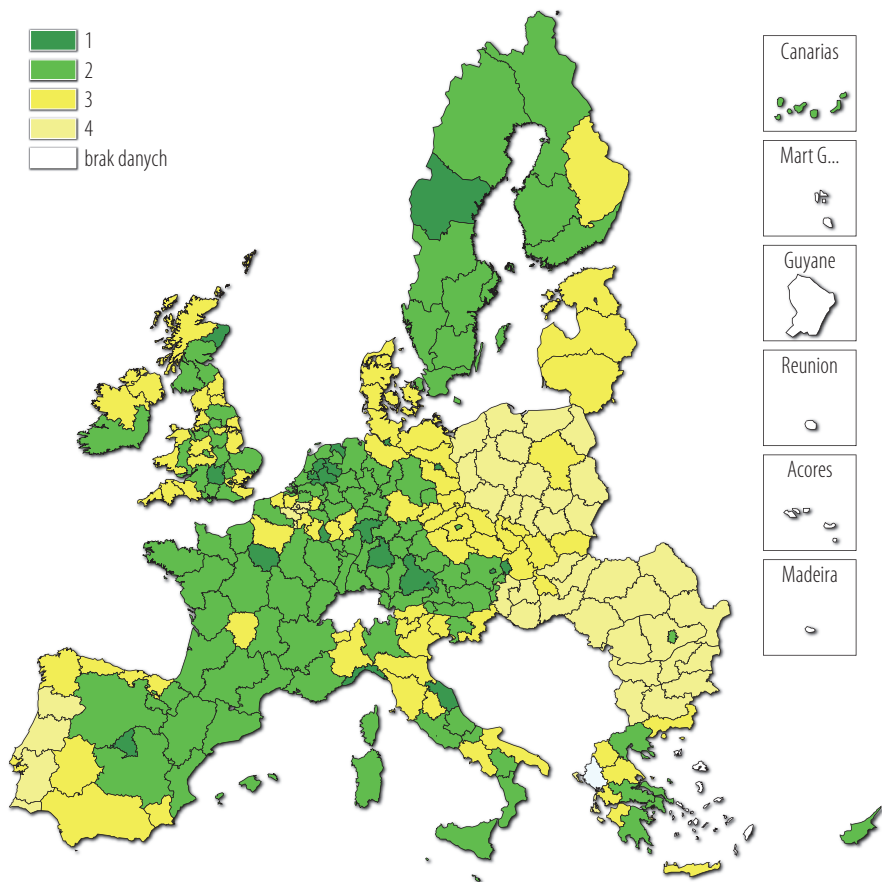 1
2
3
4
brak danych
Canarias
Mart G...
Guyane
Reunion
Acores
Madeira